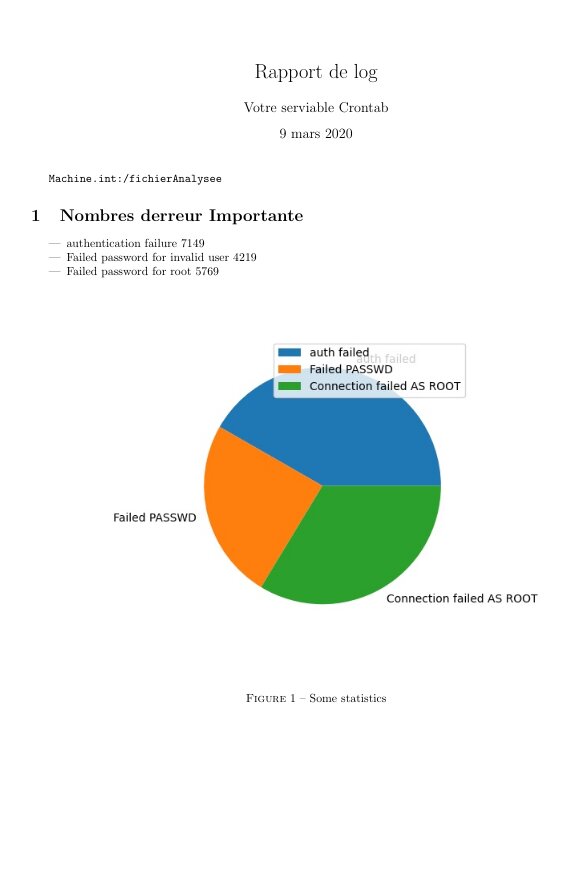 Rapport de log
Votre serviable Crontab
9 mars 2020
Machine.int:/fichierAnalysee
1 Nombres derreur Importante
— authentication failure 7149
— Failed password for invalid user 4219
— Failed password for root 5769
auth failed
auth failed
Failed PASSWD
Connection failed AS ROOT
Failed PASSWD
Connection failed AS ROOT
Figure 1 – Some statistics